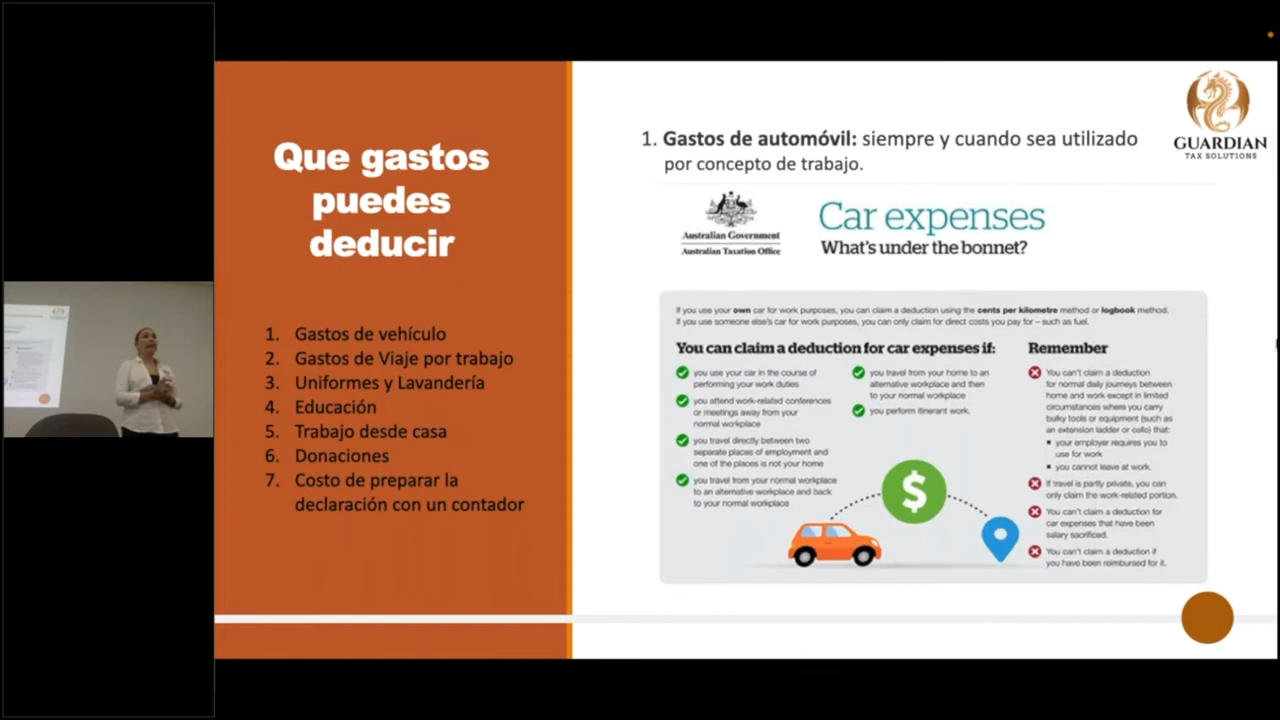 Que gastos
puedes
deducir
1. Gastos de vehículo
2. Gastos de Viaje por trabajo
3. Uniformes y Lavandería
4. Educación
5. Trabajo desde casa
6. Donaciones
7. Costo de preparar la
declaración con un contador
1. Gastos de automóvil: siempre y cuando sea utilizado
por concepto de trabajo.
GUARDIAN
TAX SOLUTIONS
Australian Government
Australian Taxation Office
Car expenses
What's under the bonnet?
If you use your own car for work purposes, you can claim a deduction using the cents per kilometre method or logbook method.
If you use someone else's car for work purposes, you can only claim for direct costs you pay for – such as fuel.
You can claim a deduction for car expenses if:
you use your car in the course of
performing your work duties
you attend work-related conferences
or meetings away from your
normal workplace
you travel directly between two
separate places of employment and
one of the places is not your home
you travel from your normal workplace
to an alternative workplace and back
to your normal workplace
you travel from your home to an
alternative workplace and then
to your normal workplace
you perform itinerant work.
$
Remember
You can't claim a deduction
for normal daily journeys between
home and work except in limited
circumstances where you carry
bulky tools or equipment (such as
an extension ladder or cello) that:
▪ your employer requires you to
use for work
▪ you cannot leave at work.
If travel is partly private, you can
only claim the work-related portion.
You can't claim a deduction for
car expenses that have been
salary sacrificed.
You can't claim a deduction if
you have been reimbursed for it.